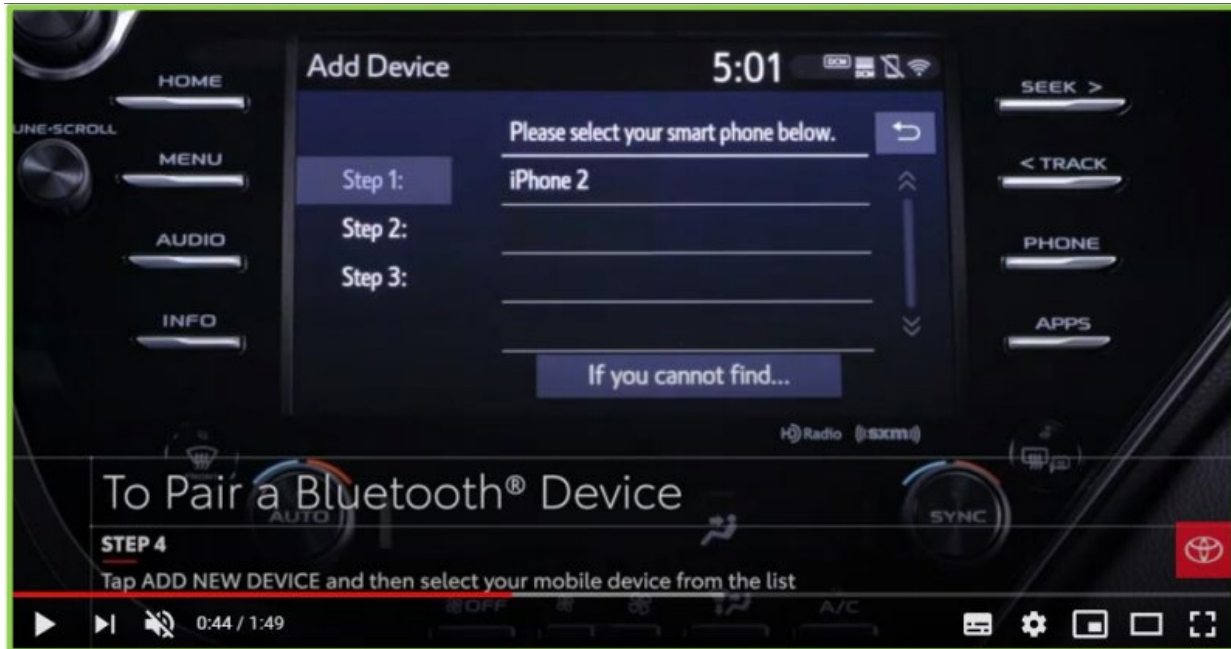 Add Device 5:01 DCM DCM
HOME
SEEK >
UNE-SCROLL
Please select your smart phone below.
MENU
< TRACK
Step 1: iPhone 2
AUDIO
Step 2:
PHONE
Step 3:
INFO
APPS
If you cannot find...
HD Radio ((SXM))
To Pair a Bluetooth® Device
AUTO
SYNC
STEP 4
Tap ADD NEW DEVICE and then select your mobile device from the list
OFF
A/C
0:44 / 1:49